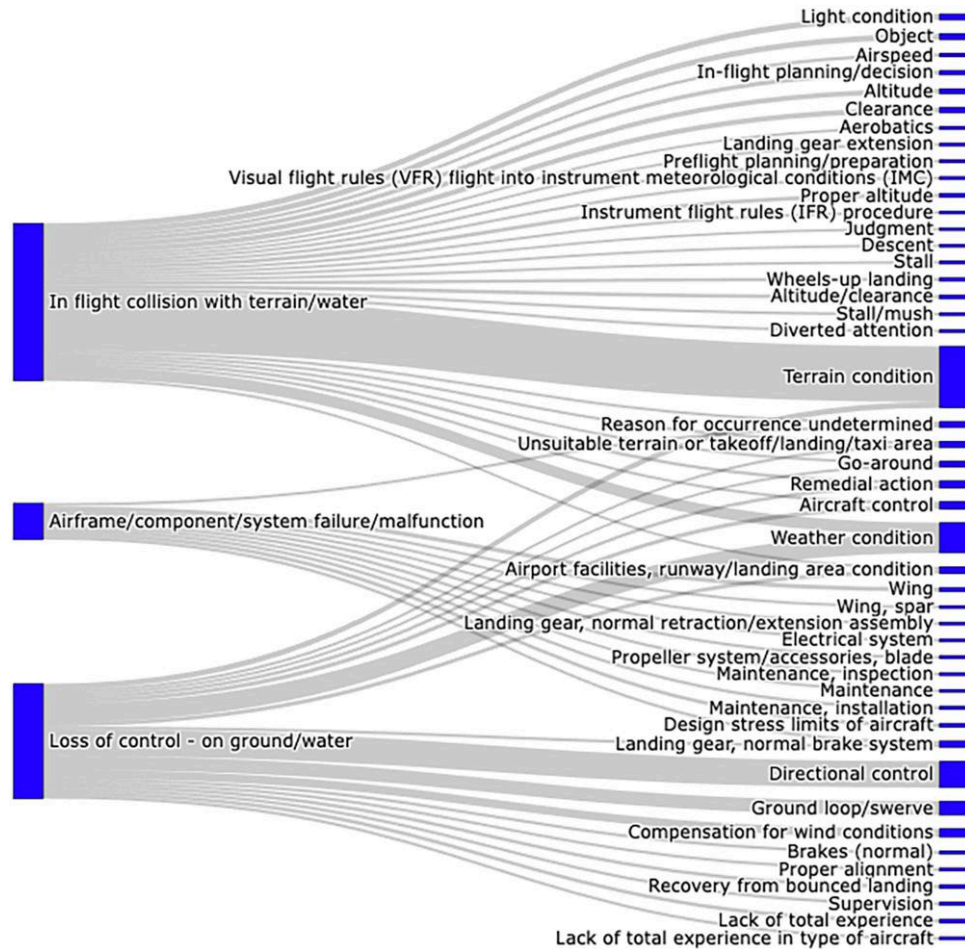 Light condition
Object
Airspeed
In-flight planning/decision
Altitude
Clearance
Aerobatics
Landing gear extension
Preflight planning/preparation
Visual flight rules (VFR) flight into instrument meteorological conditions (IMC)
Proper altitude
Instrument flight rules (IFR) procedure
Judgment
Descent
Stall
Wheels-up landing
In flight collision with terrain/water
Altitude/clearance
Stall/mush
Diverted attention
Terrain condition
Reason for occurrence undetermined
Unsuitable terrain or takeoff/landing/taxi area
Go-around
Remedial action
Aircraft control
Airframe/component/system failure/malfunction
Weather condition
Airport facilities, runway/landing area condition
Wing
Wing, spar
Landing gear, normal retraction/extension assembly
Electrical system
Propeller system/accessories, blade
Maintenance, inspection
Maintenance
Maintenance, installation
Design stress limits of aircraft
Loss of control - on ground/water
Landing gear, normal brake system
Directional control
Ground loop/swerve
Compensation for wind conditions
Brakes (normal)
Proper alignment
Recovery from bounced landing
Supervision
Lack of total experience
Lack of total experience in type of aircraft